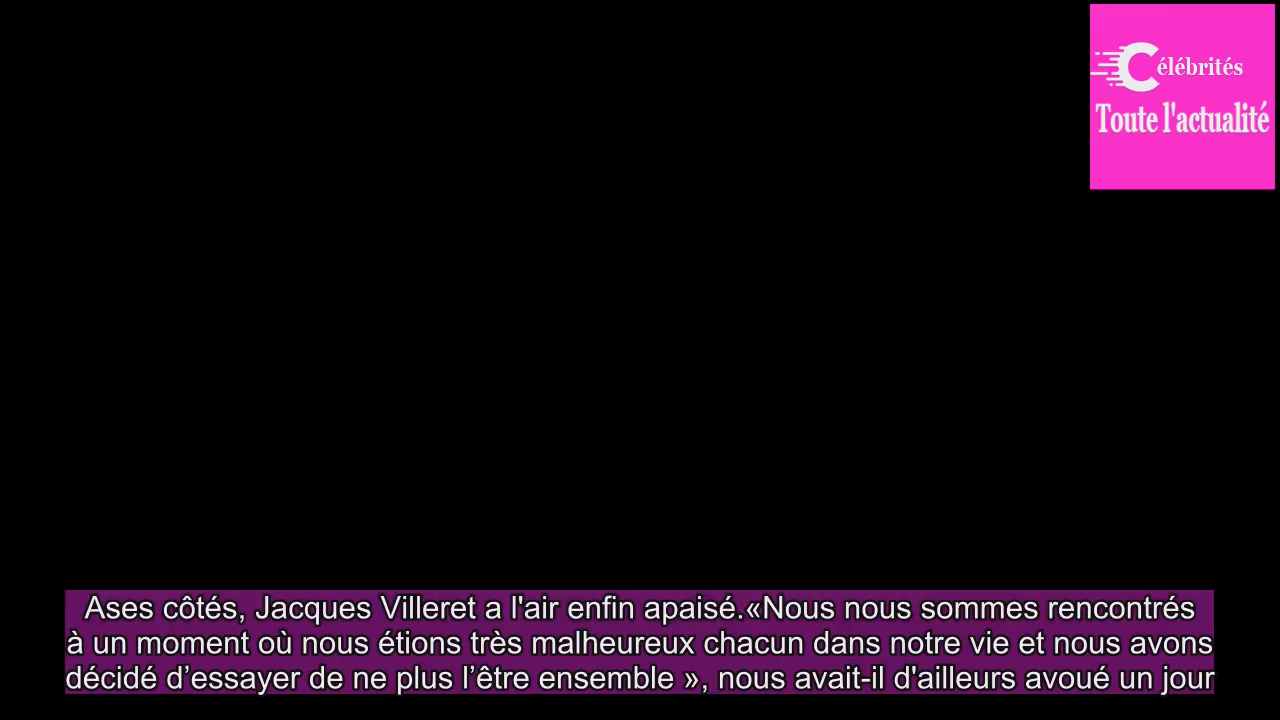 Célébrités
Toute l'actualité
Ases côtés, Jacques Villeret a l'air enfin apaisé.«Nous nous sommes rencontrés
à un moment où nous étions très malheureux chacun dans notre vie et nous avons
décidé d’essayer de ne plus l’être ensemble », nous avait-il d'ailleurs avoué un jour